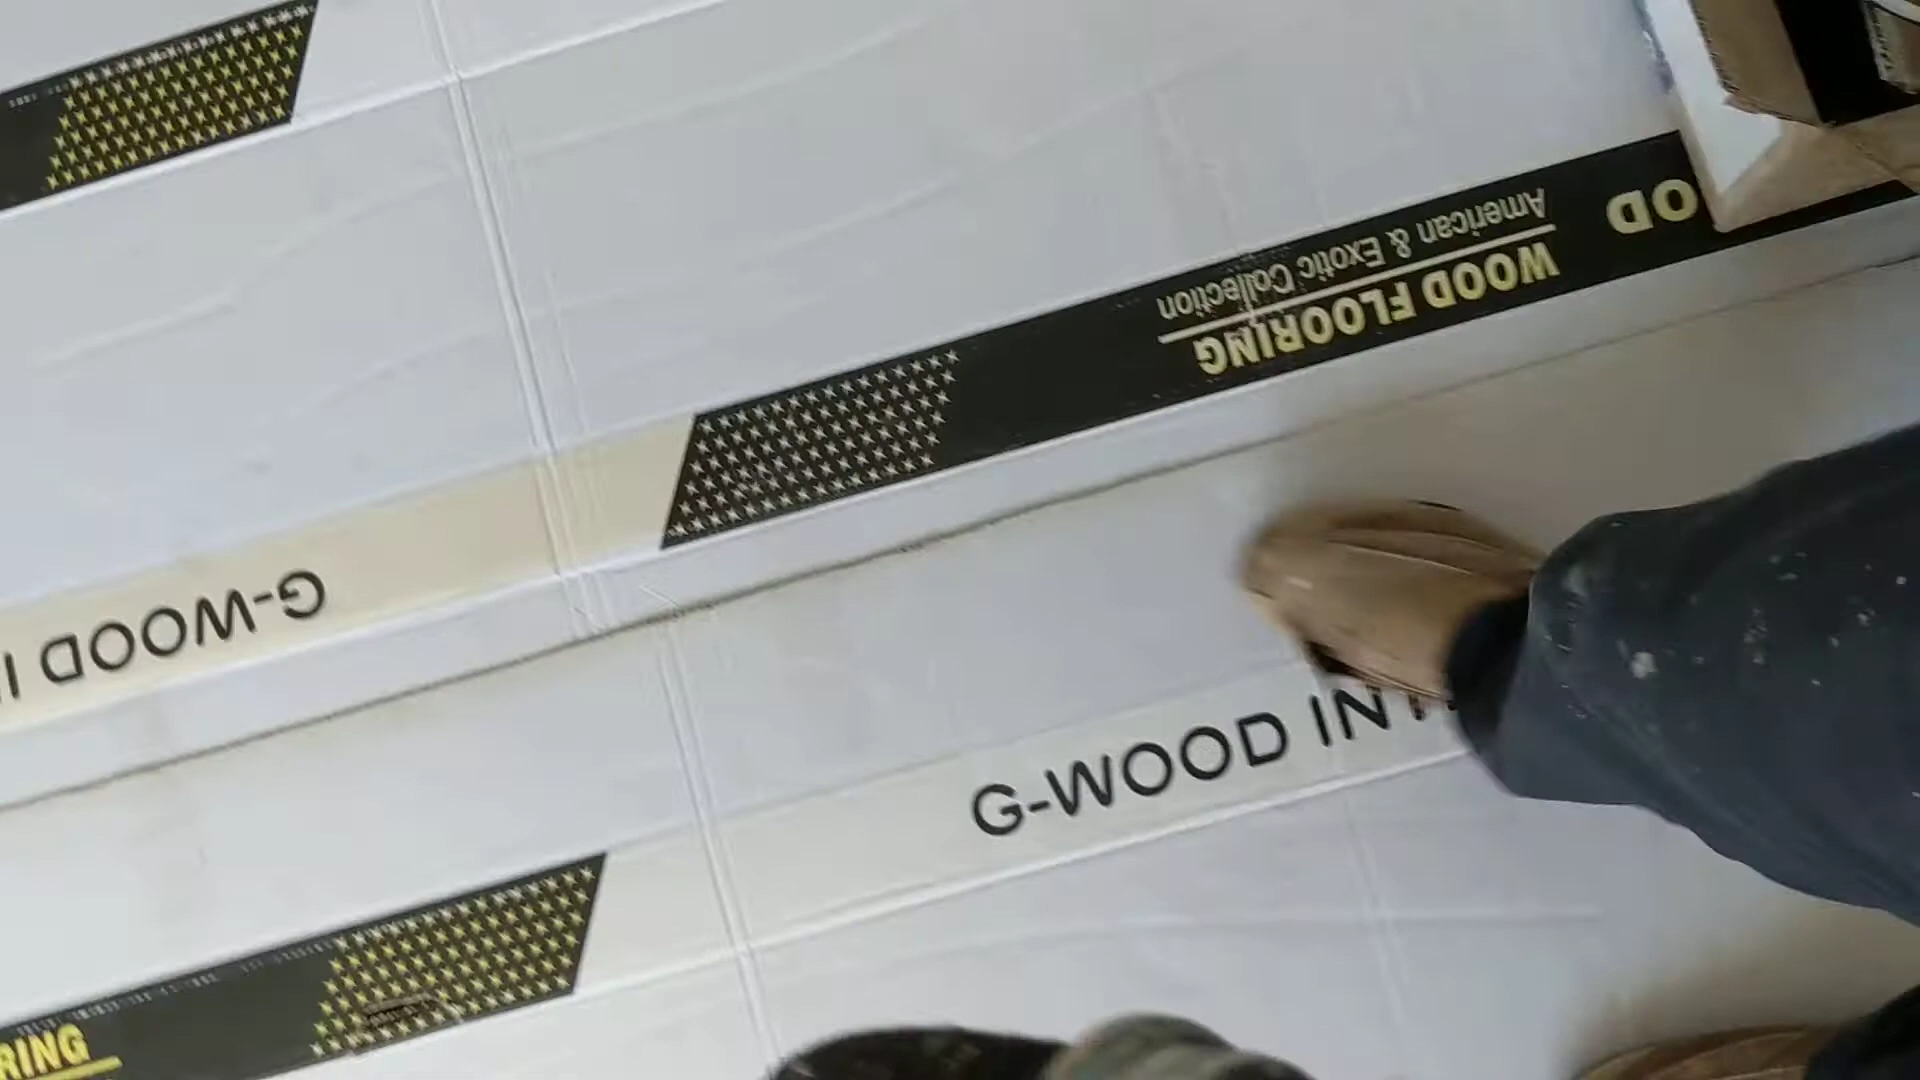 American & Exotic Collection
WOOD FLOORING
OD
G-WOOD I
G-WOOD IN
RING